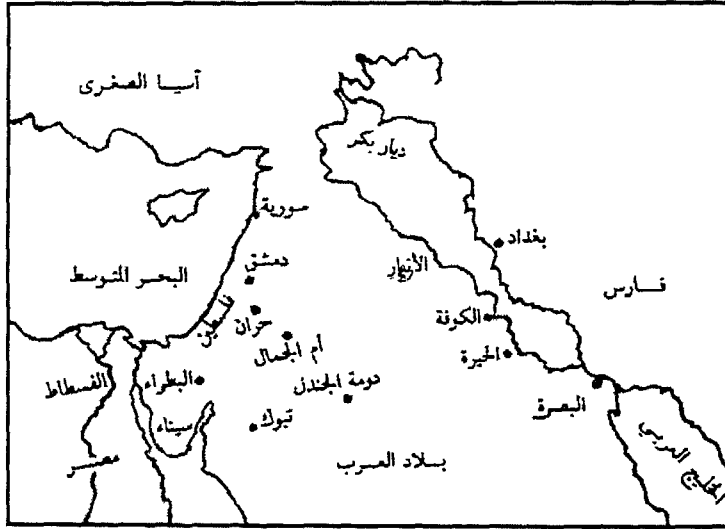 آسيا الصغرى
ديار بكر
سورية
بغداد
دمشق
الأنبار
البحر المتوسط
فارس
فلسطين
حران
الكوفة
أم الجمال
الحيرة
الفسطاط
البطراء
دومة الجندل
البصرة
سيناء
تبوك
الخليج العربي
مصر
بلاد العرب